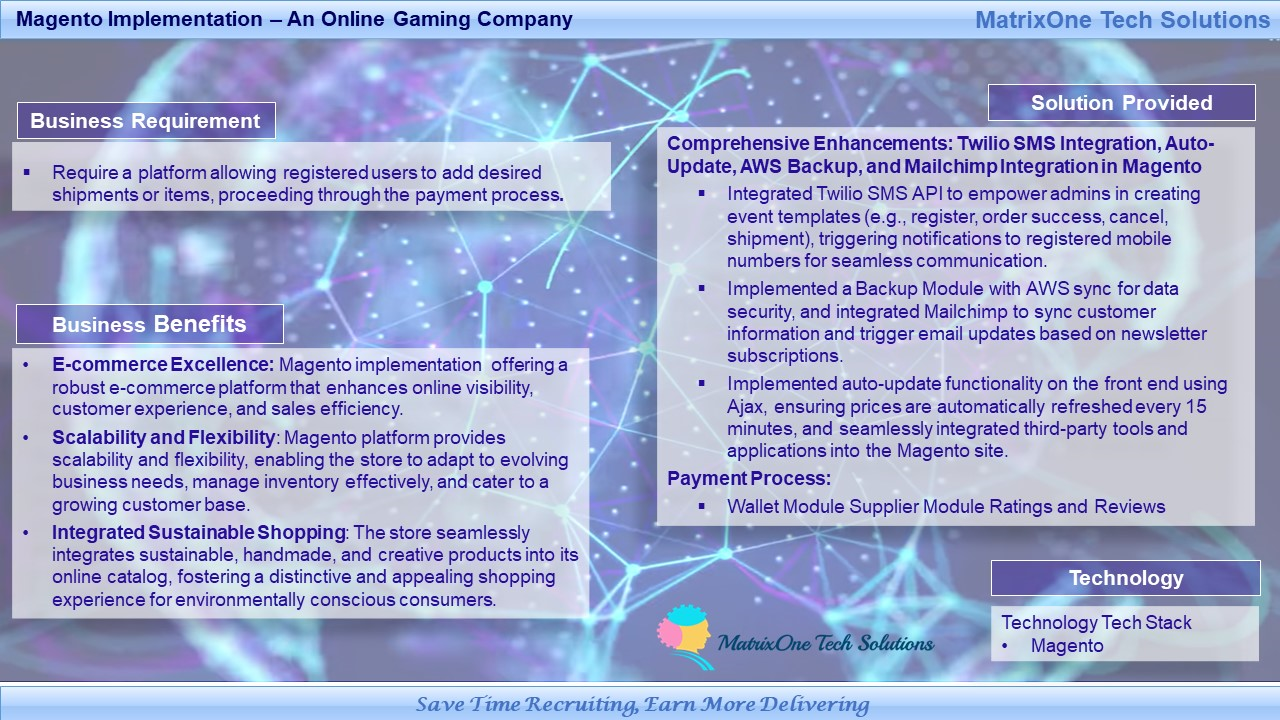 Magento Implementation – An Online Gaming Company
MatrixOne Tech Solutions
Business Requirement
▪ Require a platform allowing registered users to add desired
shipments or items, proceeding through the payment process.
Business Benefits
• E-commerce Excellence: Magento implementation offering a
robust e-commerce platform that enhances online visibility,
customer experience, and sales efficiency.
• Scalability and Flexibility: Magento platform provides
scalability and flexibility, enabling the store to adapt to evolving
business needs, manage inventory effectively, and cater to a
growing customer base.
• Integrated Sustainable Shopping: The store seamlessly
integrates sustainable, handmade, and creative products into its
online catalog, fostering a distinctive and appealing shopping
experience for environmentally conscious consumers.
Solution Provided
Comprehensive Enhancements: Twilio SMS Integration, Auto-
Update, AWS Backup, and Mailchimp Integration in Magento
▪ Integrated Twilio SMS API to empower admins in creating
event templates (e.g., register, order success, cancel,
shipment), triggering notifications to registered mobile
numbers for seamless communication.
▪ Implemented a Backup Module with AWS sync for data
security, and integrated Mailchimp to sync customer
information and trigger email updates based on newsletter
subscriptions.
▪ Implemented auto-update functionality on the front end using
Ajax, ensuring prices are automatically refreshed every 15
minutes, and seamlessly integrated third-party tools and
applications into the Magento site.
Payment Process:
▪ Wallet Module Supplier Module Ratings and Reviews
Technology
Technology Tech Stack
• Magento
MatrixOne Tech Solutions
Save Time Recruiting, Earn More Delivering